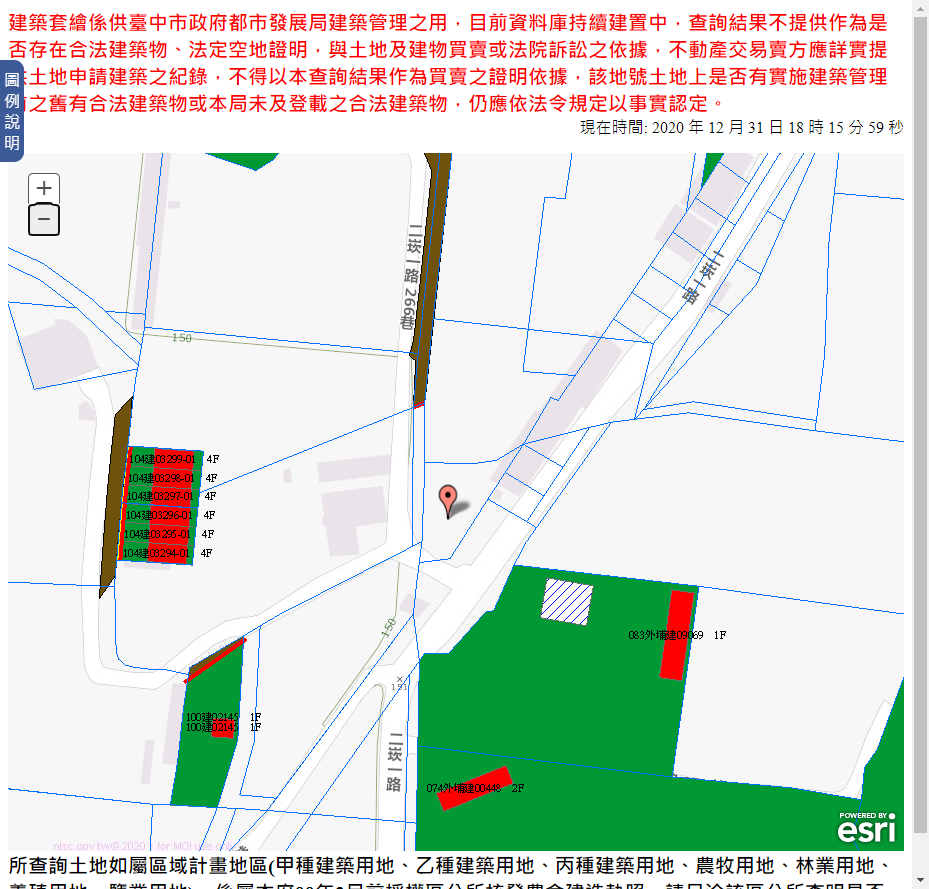 建築套繪係供臺中市政府都市發展局建築管理之用，目前資料庫持續建置中，查詢結果不提供作為是
否存在合法建築物、法定空地證明，與土地及建物買賣或法院訴訟之依據，不動產交易賣方應詳實提
土地申請建築之紀錄，不得以本查詢結果作為買賣之證明依據，該地號土地上是否有實施建築管理
之舊有合法建築物或本局未及登載之合法建築物，仍應依法令規定以事實認定。
圖例說明
現在時間: 2020 年 12 月 31 日 18 時 15 分 59 秒
+
−
二崁一路 266巷
二崁一路
150
104建03299-01 4F
104建03298-01 4F
104建03297-01 4F
104建03296-01 4F
104建03295-01 4F
104建03294-01 4F
150
083外埔建09069 1F
151
100建02145 1F
100建02145 1F
二崁一路
074外埔建00448 2F
POWERED BY
esri
nlsc.gov.tw© 2020 for MOI use only
所查詢土地如屬區域計畫地區(甲種建築用地、乙種建築用地、丙種建築用地、農牧用地、林業用地、